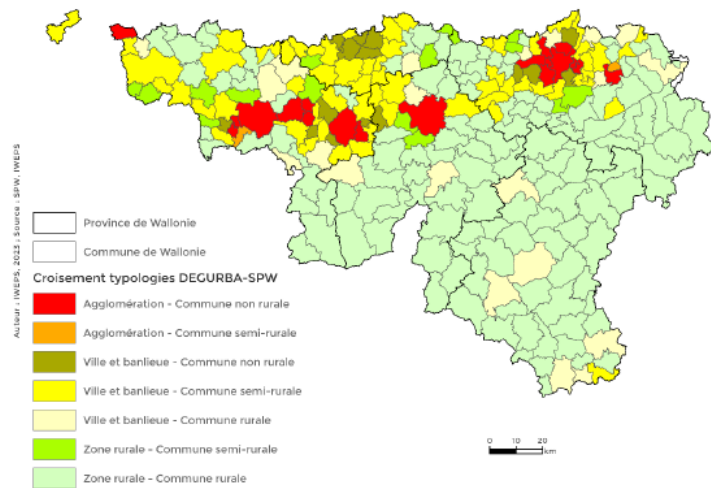 Auteur : IWEPS, 2023 ; Source : SPW, IWEPS
Province de Wallonie
Commune de Wallonie
Croisement typologies DEGURBA-SPW
Agglomération - Commune non rurale
Agglomération - Commune semi-rurale
Ville et banlieue - Commune non rurale
Ville et banlieue - Commune semi-rurale
Ville et banlieue - Commune rurale
Zone rurale - Commune semi-rurale
Zone rurale - Commune rurale
0 10 20
km